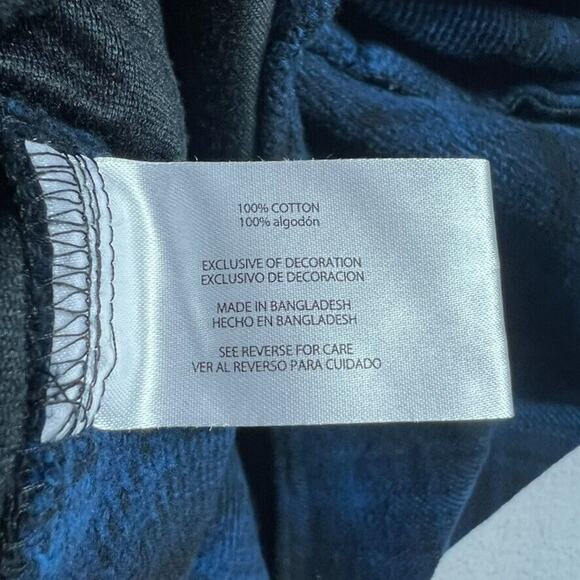 100% COTTON
100% algodón
EXCLUSIVE OF DECORATION
EXCLUSIVO DE DECORACION
MADE IN BANGLADESH
HECHO EN BANGLADESH
SEE REVERSE FOR CARE
VER AL REVERSO PARA CUIDADO